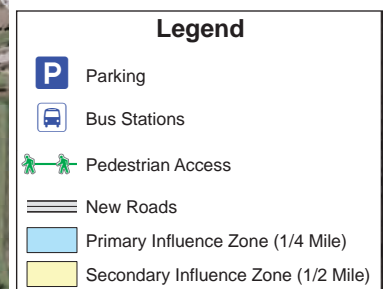 Legend
P Parking
Bus Stations
Pedestrian Access
New Roads
Primary Influence Zone (1/4 Mile)
Secondary Influence Zone (1/2 Mile)